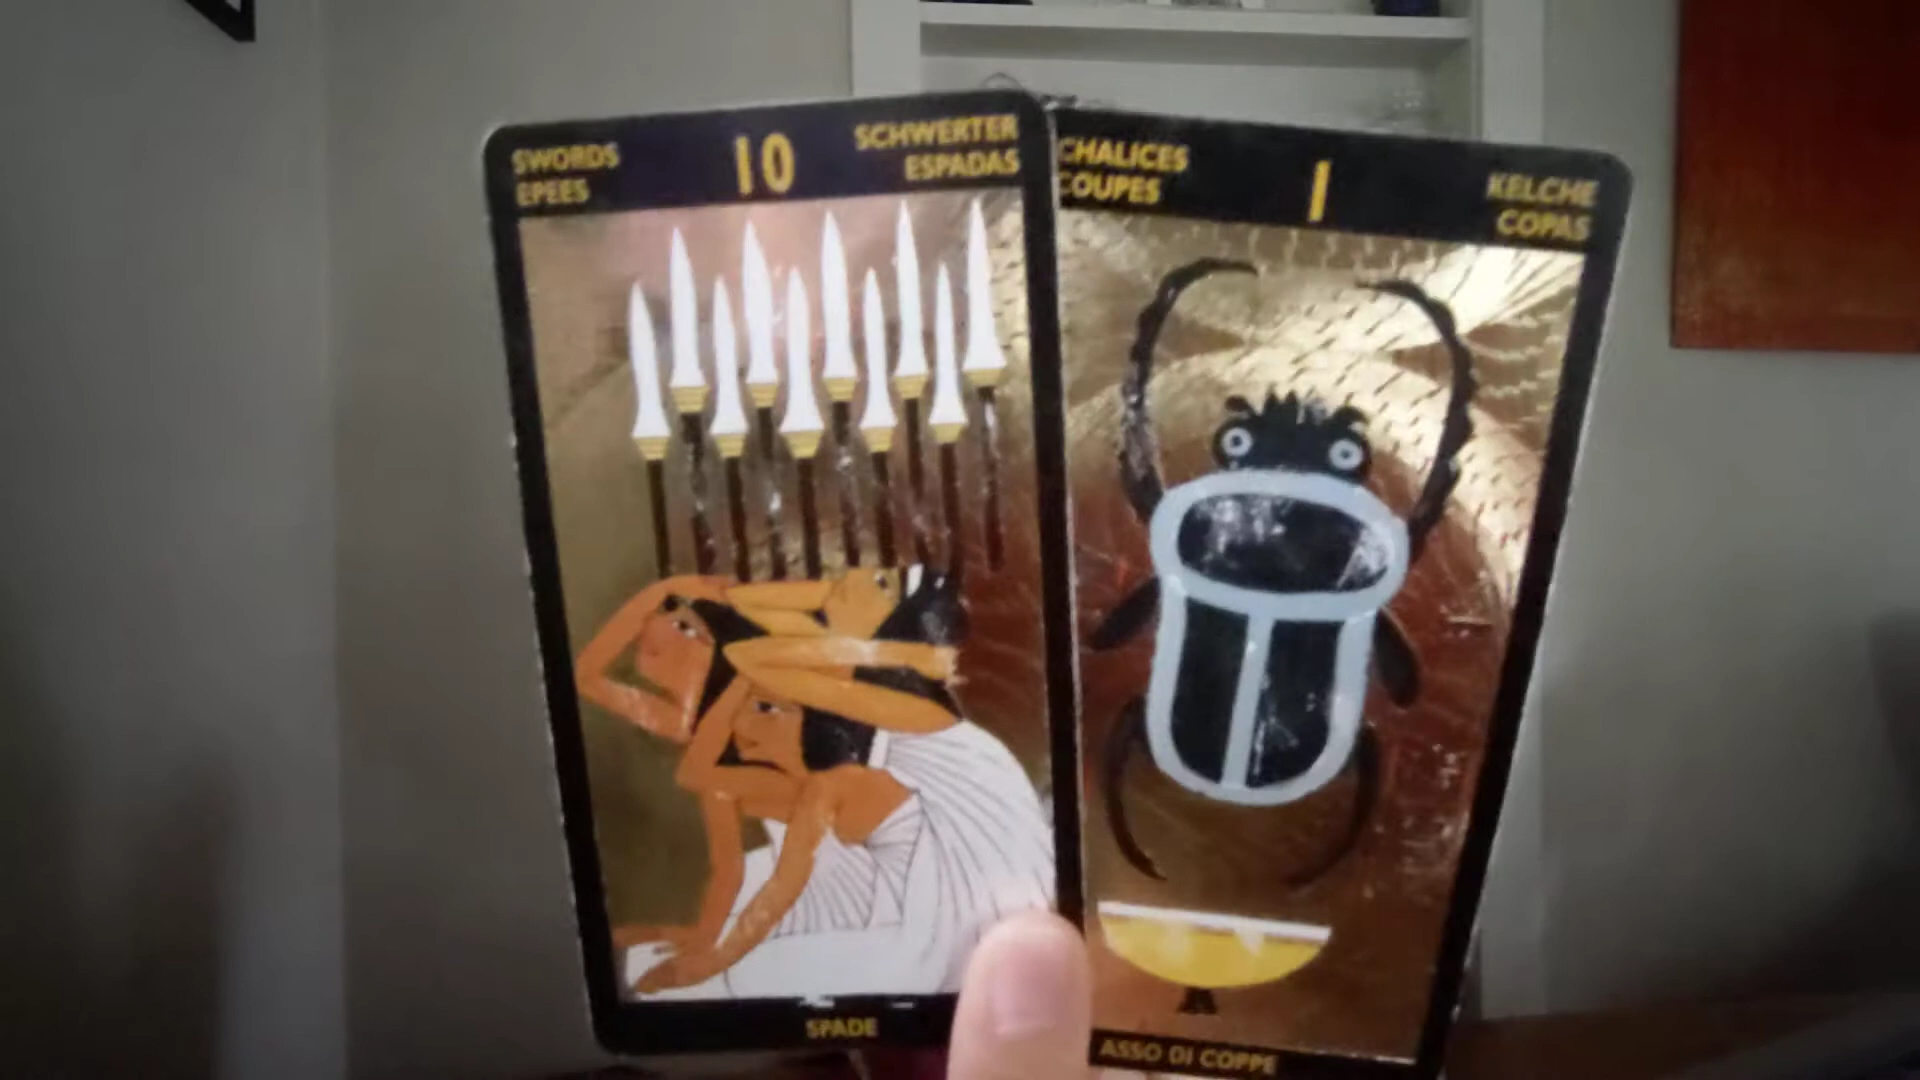 SWORDS
EPEES
10
SCHWERTER
ESPADAS
SPADE
CHALICES
COUPES
1
KELCHE
COPAS
ASSO DI COPPE